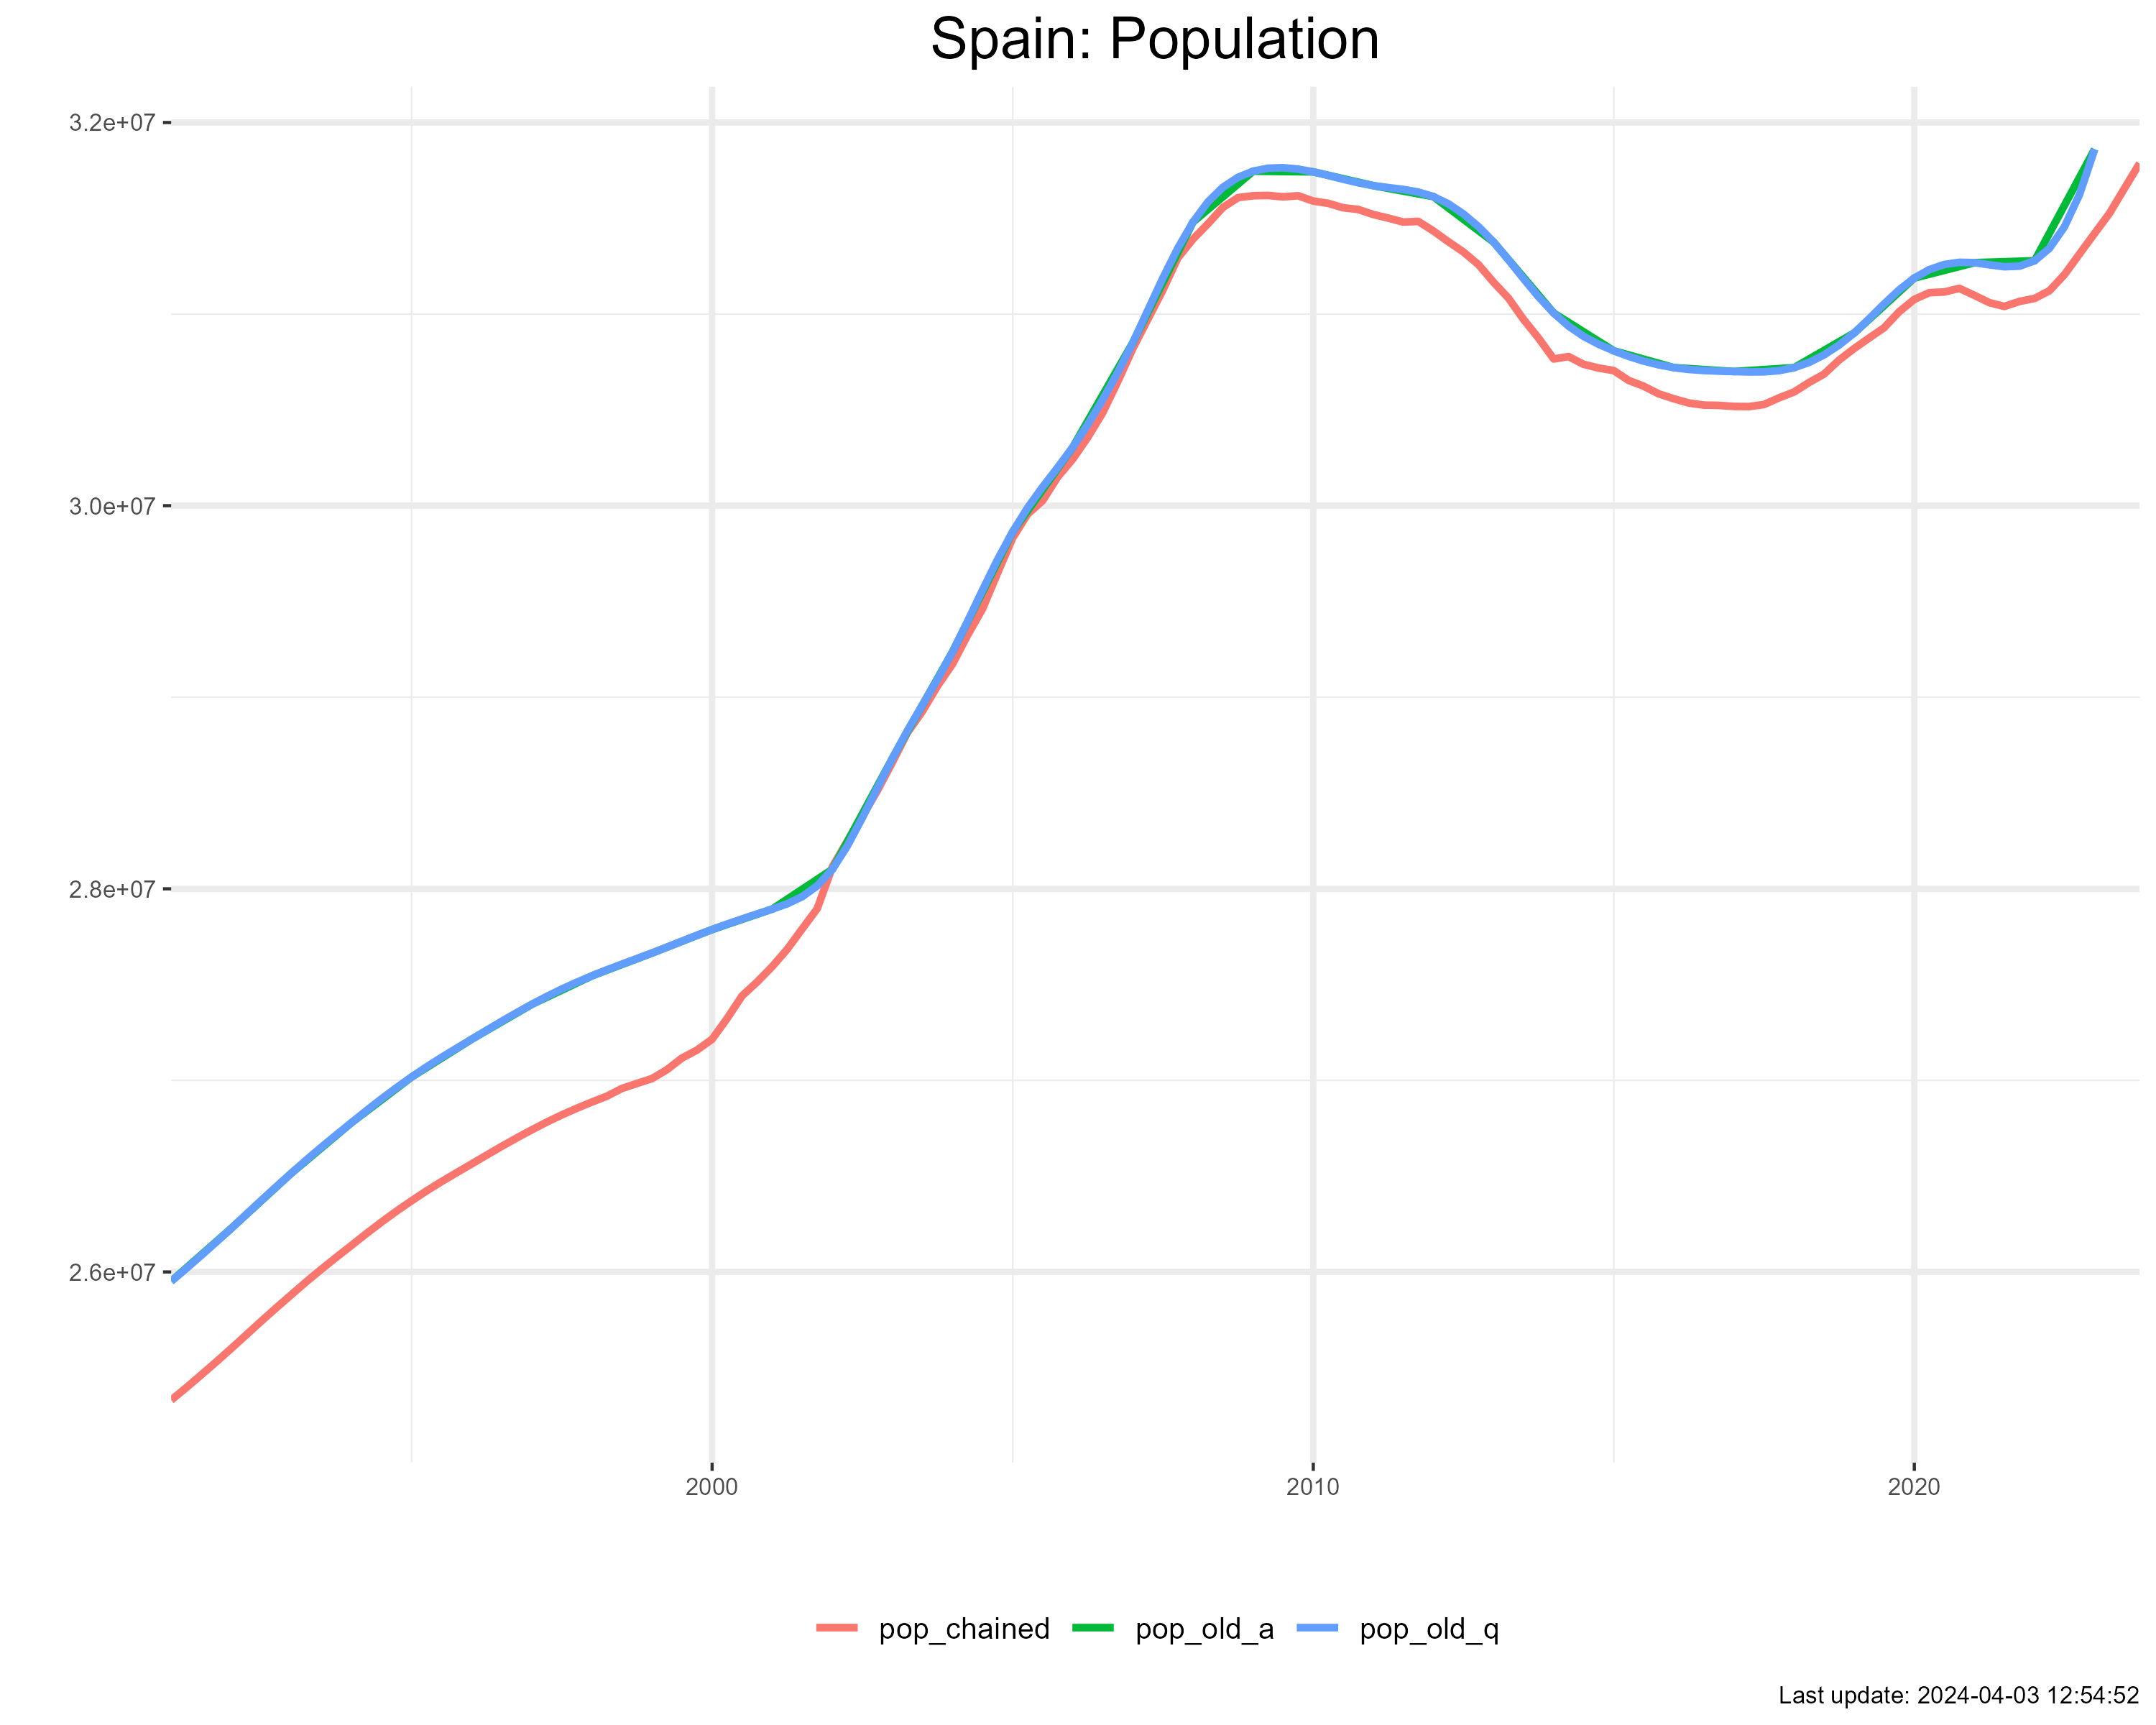 Spain: Population
3.2e+07
3.0e+07
2.8e+07
2.6e+07
2000 2010 2020
pop_chained pop_old_a pop_old_q
Last update: 2024-04-03 12:54:52